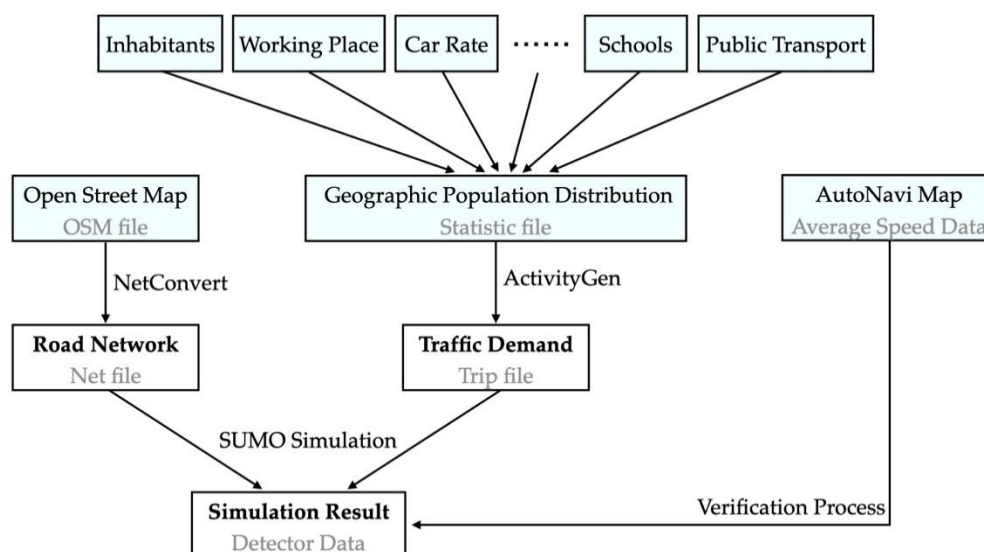 Inhabitants
Working Place
Car Rate
......
Schools
Public Transport
Open Street Map
OSM file
Geographic Population Distribution
Statistic file
AutoNavi Map
Average Speed Data
NetConvert
ActivityGen
Road Network
Net file
Traffic Demand
Trip file
SUMO Simulation
Simulation Result
Detector Data
Verification Process